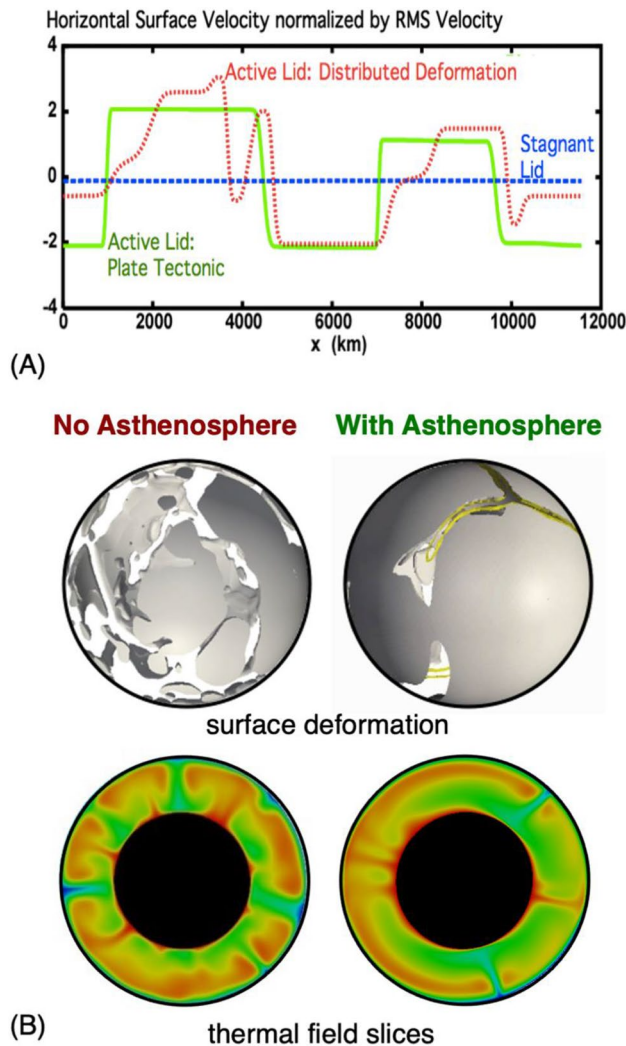 Horizontal Surface Velocity normalized by RMS Velocity
4
Active Lid: Distributed Deformation
2
Stagnant
Lid
0
Active Lid:
Plate Tectonic
-2
-4
0 2000 4000 6000 8000 10000 12000
x (km)
(A)
No Asthenosphere With Asthenosphere
surface deformation
(B)
thermal field slices